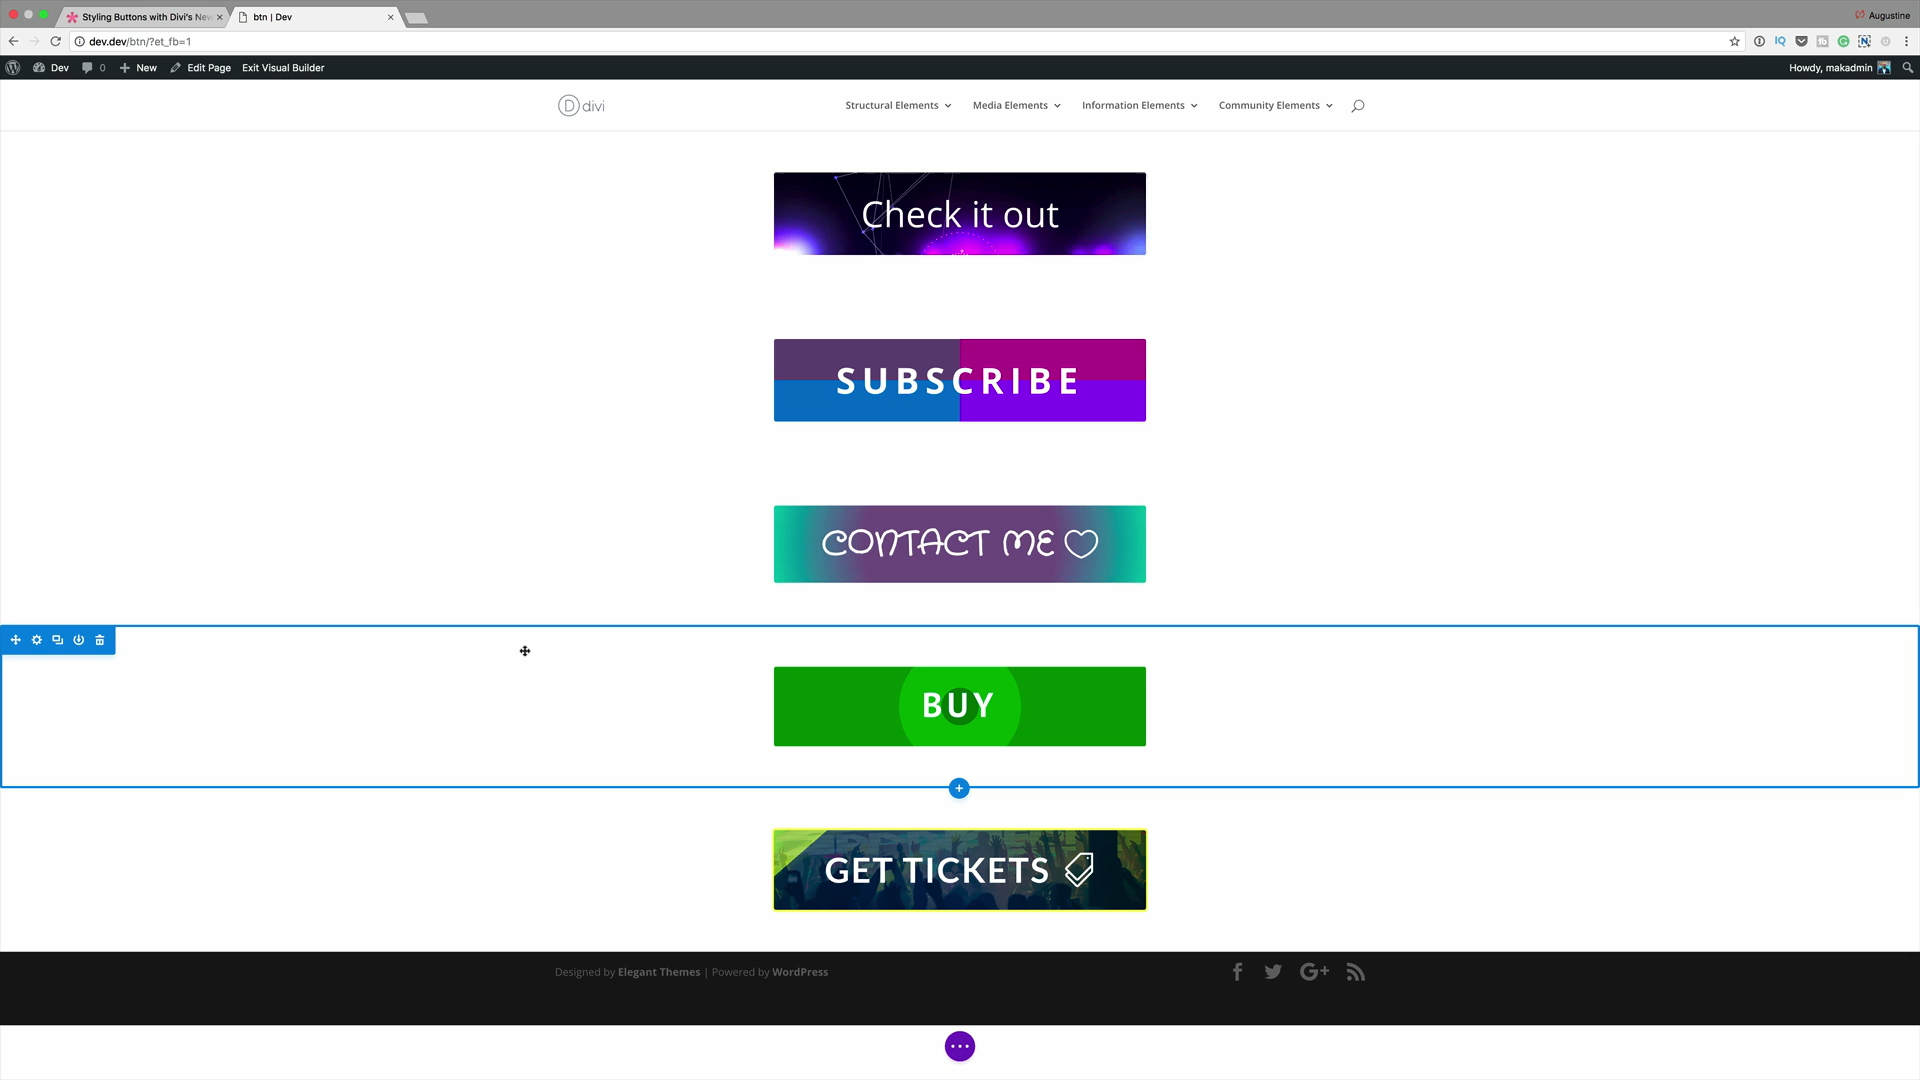 Styling Buttons with Divi's New
btn | Dev
Augustine
dev.dev/btn/?et_fb=1
IQ
Dev 0 New Edit Page Exit Visual Builder
Howdy, makadmin
D divi
Structural Elements Media Elements Information Elements Community Elements
Check it out
SUBSCRIBE
CONTACT ME
BUY
GET TICKETS
Designed by Elegant Themes | Powered by WordPress
G+